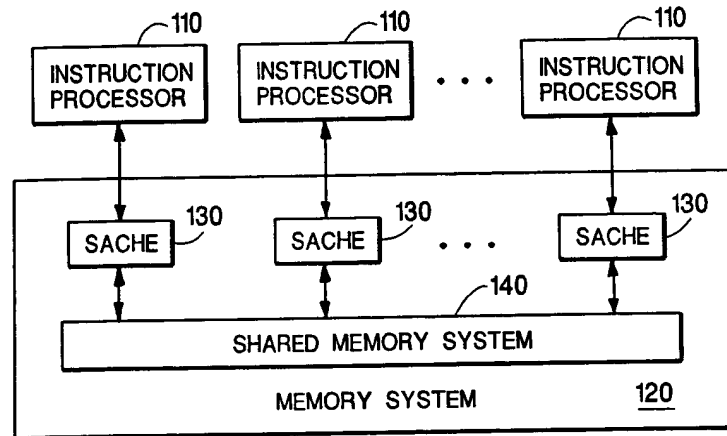 110
110
110
INSTRUCTION
PROCESSOR
INSTRUCTION
PROCESSOR
• • •
INSTRUCTION
PROCESSOR
SACHE
130
SACHE
130
• • •
SACHE
130
140
SHARED MEMORY SYSTEM
MEMORY SYSTEM
120